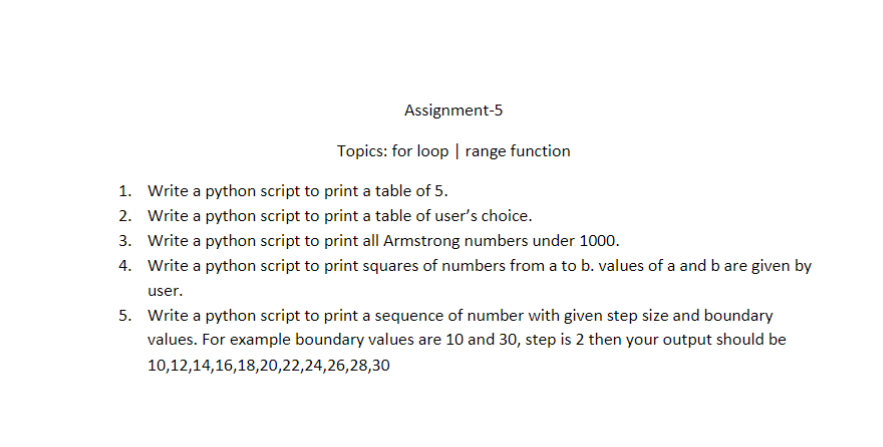 Assignment-5
Topics: for loop | range function
1. Write a python script to print a table of 5.
2. Write a python script to print a table of user's choice.
3. Write a python script to print all Armstrong numbers under 1000.
4. Write a python script to print squares of numbers from a to b. values of a and b are given by
user.
5. Write a python script to print a sequence of number with given step size and boundary
values. For example boundary values are 10 and 30, step is 2 then your output should be
10,12,14,16,18,20,22,24,26,28,30